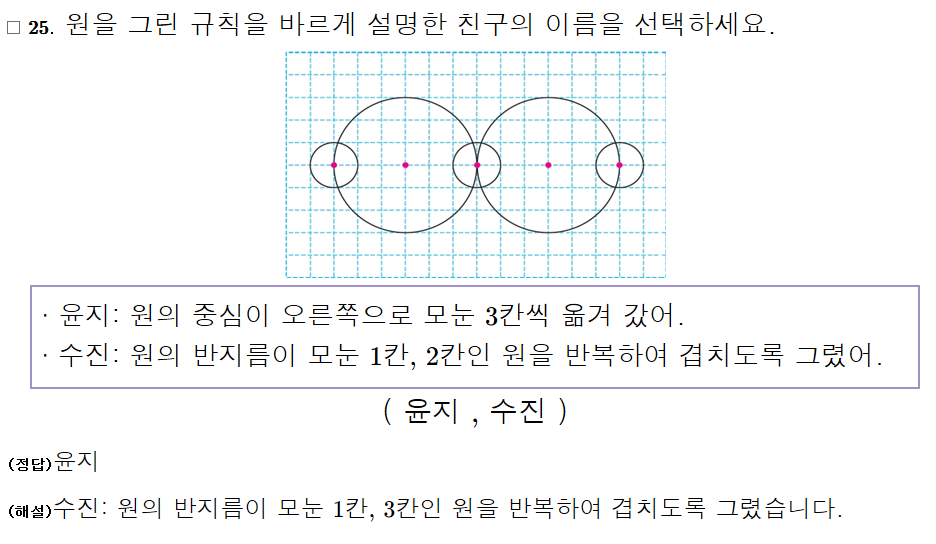 □ 25. 원을 그린 규칙을 바르게 설명한 친구의 이름을 선택하세요.
· 윤지: 원의 중심이 오른쪽으로 모눈 3칸씩 옮겨 갔어.
· 수진: 원의 반지름이 모눈 1칸, 2칸인 원을 반복하여 겹치도록 그렸어.
( 윤지 , 수진 )
(정답)윤지
(해설)수진: 원의 반지름이 모눈 1칸, 3칸인 원을 반복하여 겹치도록 그렸습니다.